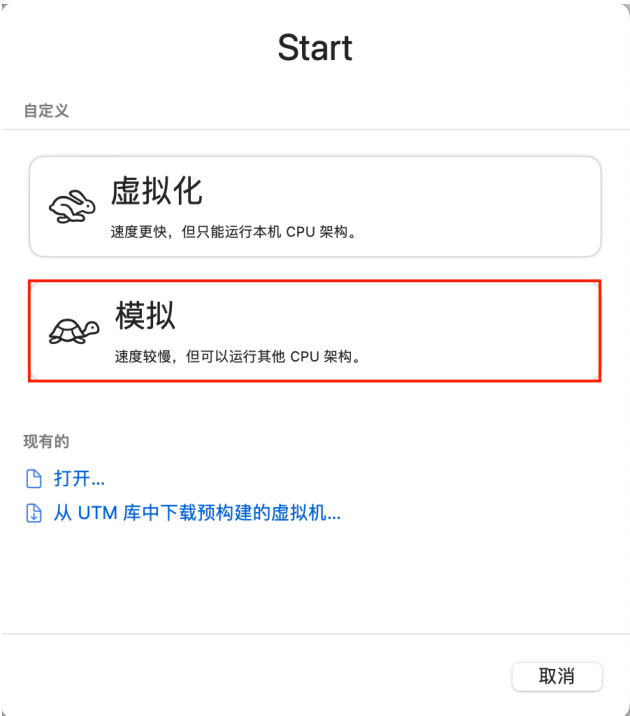 Start
自定义
虚拟化
速度更快，但只能运行本机 CPU 架构。
模拟
速度较慢，但可以运行其他 CPU 架构。
现有的
打开...
从 UTM 库中下载预构建的虚拟机...
取消